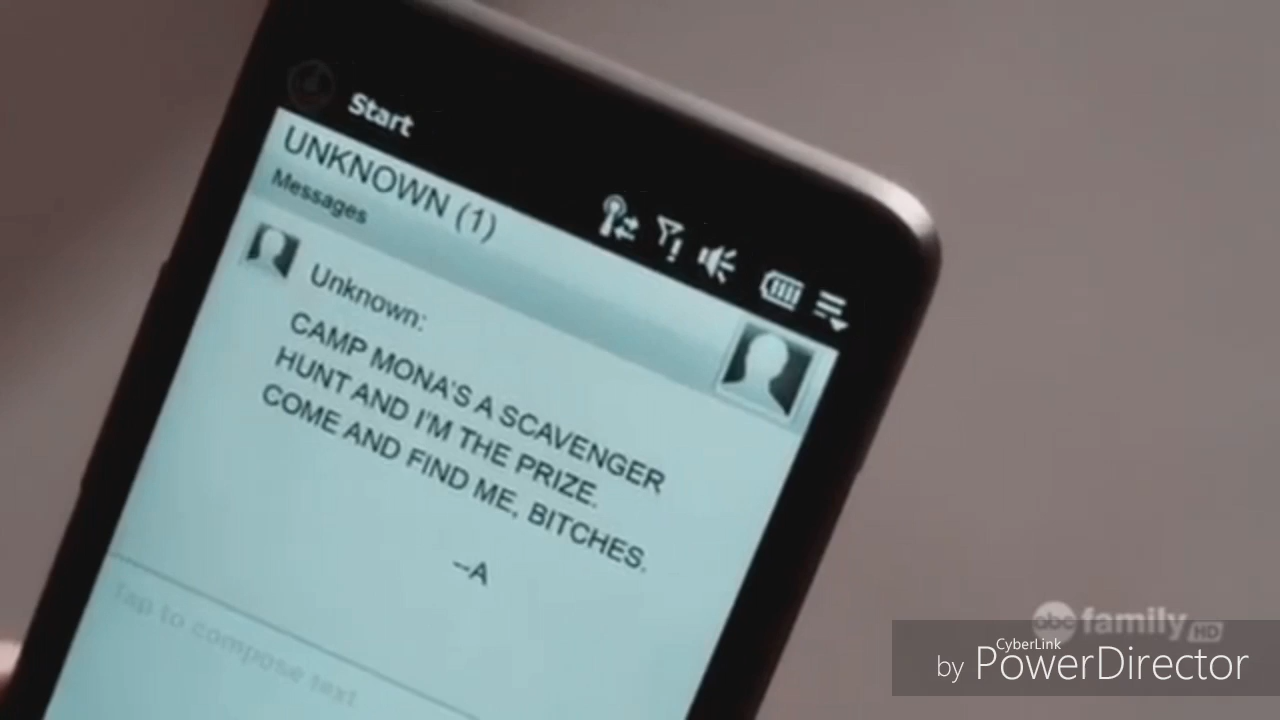 Start
UNKNOWN (1)
Messages
Unknown:
CAMP MONA'S A SCAVENGER
HUNT AND I'M THE PRIZE.
COME AND FIND ME, BITCHES.
--A
Tap to compose text
abc family HD
CyberLink
by PowerDirector